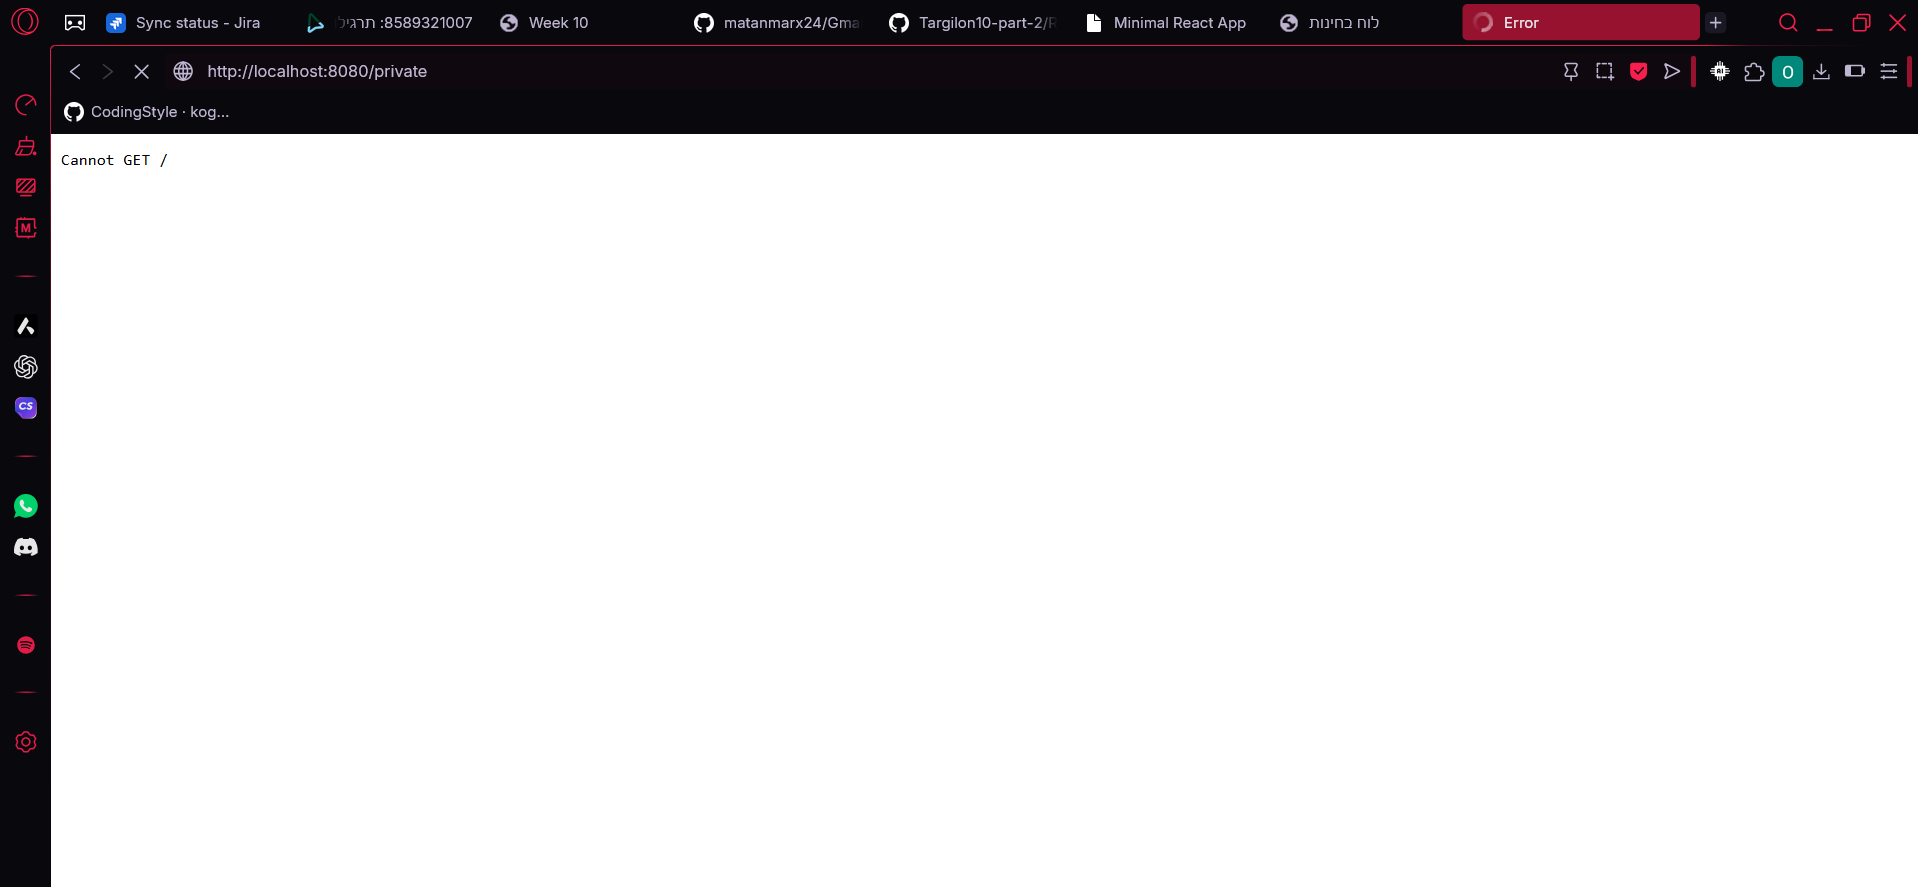 Sync status - Jira
8589321007: תרגיל
Week 10
matanmarx24/Gma
Targilon10-part-2/R
Minimal React App
לוח בחינות
Error
http://localhost:8080/private
AI
O
CodingStyle · kog...
Cannot GET /
M
CS